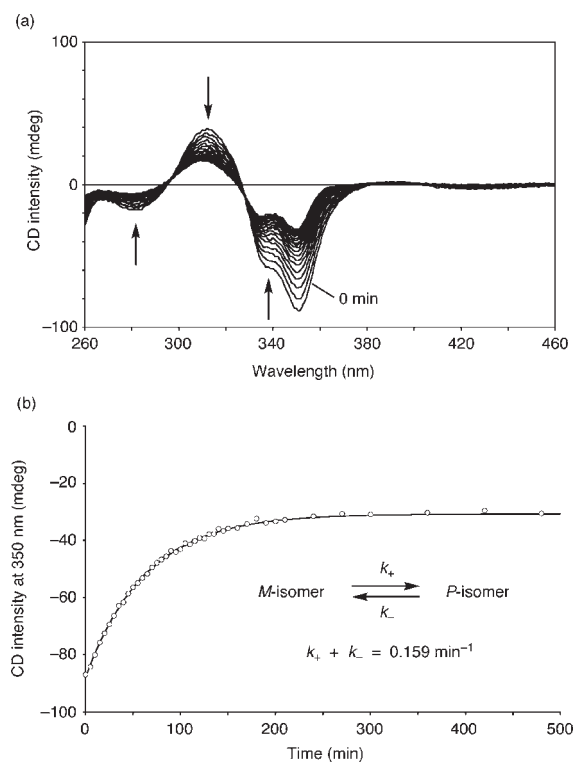 (a)
100
0
−100
CD intensity (mdeg)
0 min
260 300 340 380 420 460
Wavelength (nm)
(b)
0
−20
−40
−60
−80
−100
CD intensity at 350 nm (mdeg)
k₊
M-isomer P-isomer
k₋
k₊ + k₋ = 0.159 min⁻¹
0 100 200 300 400 500
Time (min)